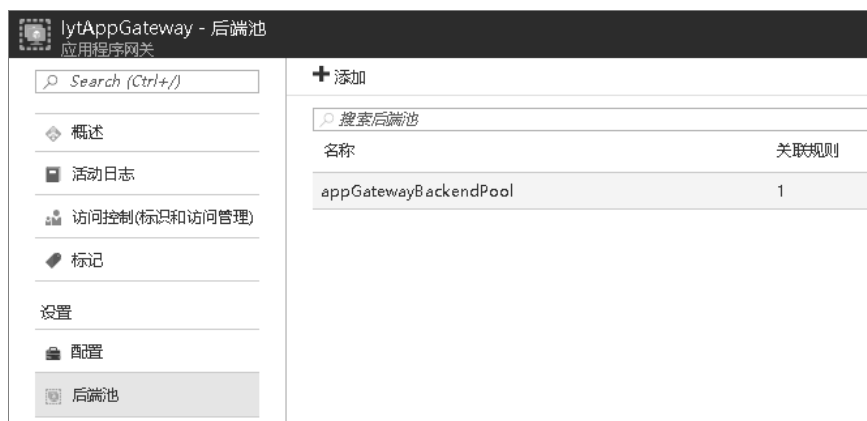 lytAppGateway - 后端池
应用程序网关
Search (Ctrl+/)
概述
活动日志
访问控制(标识和访问管理)
标记
设置
配置
后端池
添加
搜索后端池
名称 关联规则
appGatewayBackendPool 1